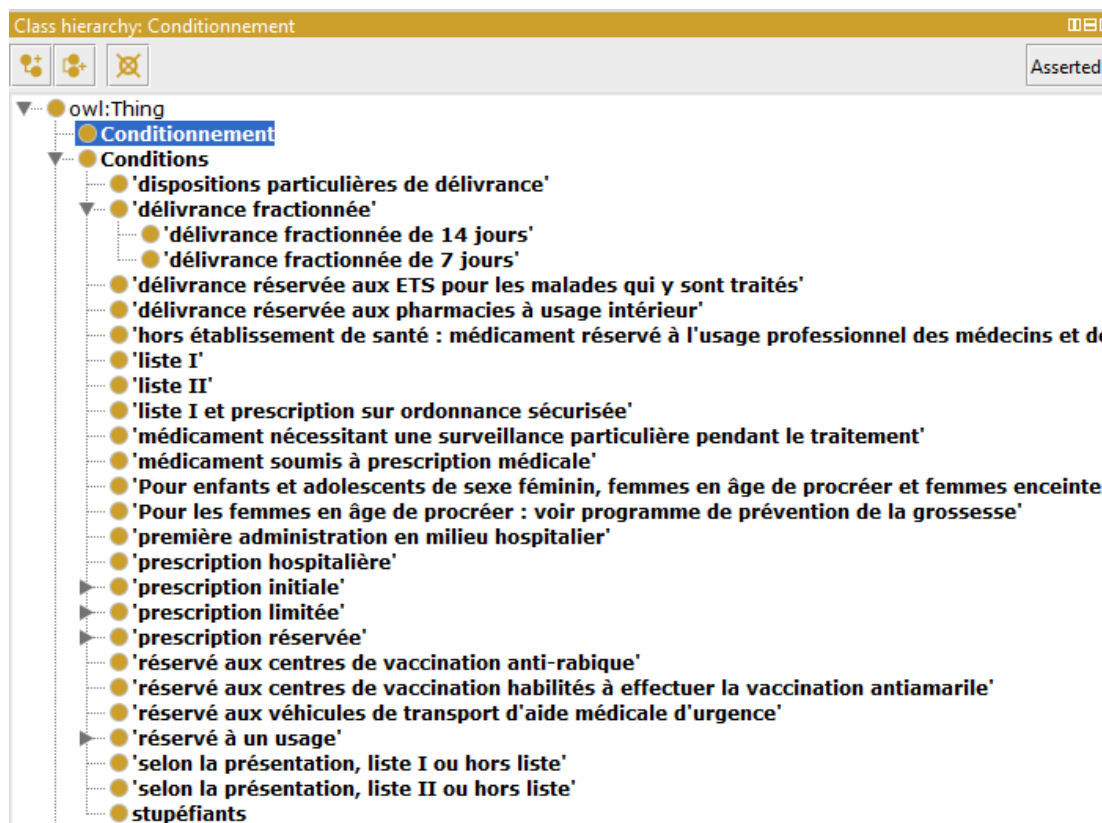 Class hierarchy: Conditionnement
Asserted
owl:Thing
Conditionnement
Conditions
'dispositions particulières de délivrance'
'délivrance fractionnée'
'délivrance fractionnée de 14 jours'
'délivrance fractionnée de 7 jours'
'délivrance réservée aux ETS pour les malades qui y sont traités'
'délivrance réservée aux pharmacies à usage intérieur'
'hors établissement de santé : médicament réservé à l'usage professionnel des médecins et de
'liste I'
'liste II'
'liste I et prescription sur ordonnance sécurisée'
'médicament nécessitant une surveillance particulière pendant le traitement'
'médicament soumis à prescription médicale'
'Pour enfants et adolescents de sexe féminin, femmes en âge de procréer et femmes enceinte
'Pour les femmes en âge de procréer : voir programme de prévention de la grossesse'
'première administration en milieu hospitalier'
'prescription hospitalière'
'prescription initiale'
'prescription limitée'
'prescription réservée'
'réservé aux centres de vaccination anti-rabique'
'réservé aux centres de vaccination habilités à effectuer la vaccination antiamarile'
'réservé aux véhicules de transport d'aide médicale d'urgence'
'réservé à un usage'
'selon la présentation, liste I ou hors liste'
'selon la présentation, liste II ou hors liste'
stupéfiants